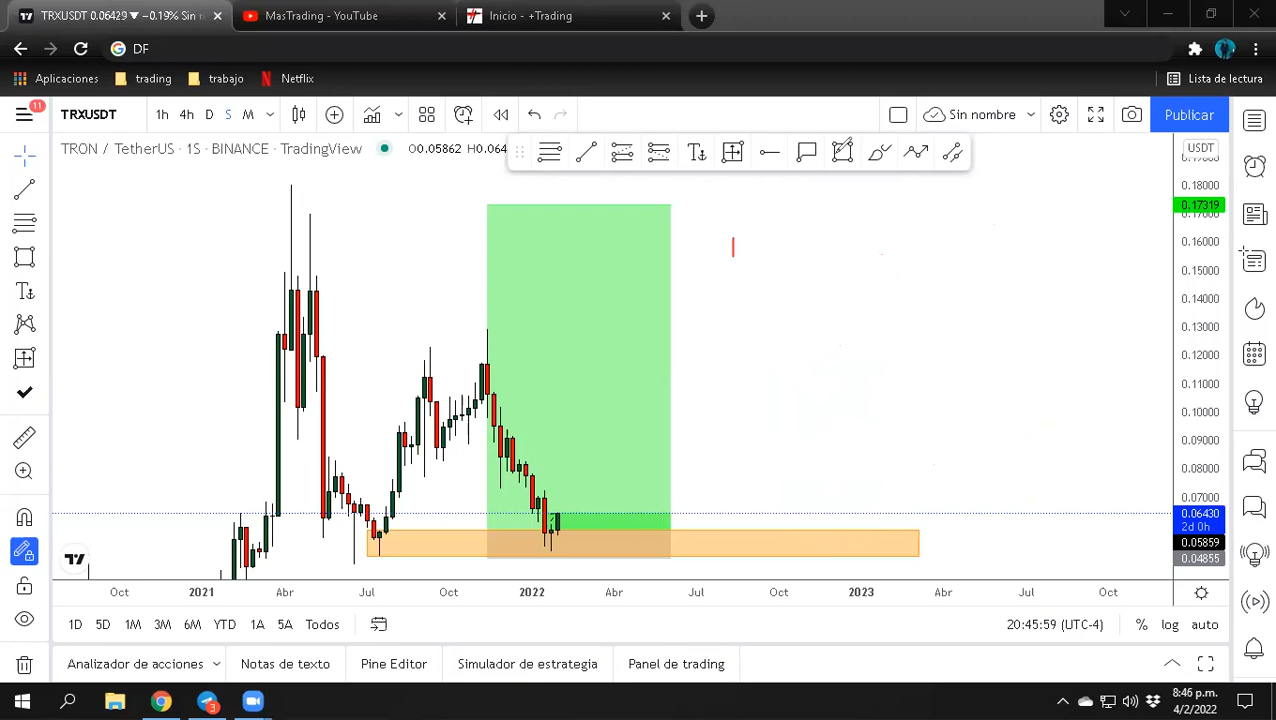 TRXUSDT 0.06429 ▼ −0.19% Sin n
MasTrading - YouTube
Inicio - +Trading
DF
Aplicaciones
trading
trabajo
Netflix
Lista de lectura
11
TRXUSDT
1h
4h
D
S
M
Sin nombre
Publicar
TRON / TetherUS · 1S · BINANCE · TradingView
O0.05862 H0.064
USDT
0.18000
0.17319
0.17000
0.16000
0.15000
0.14000
0.13000
0.12000
0.11000
0.10000
0.09000
0.08000
0.07000
0.06430
2d 0h
0.05859
0.04855
Oct
2021
Abr
Jul
Oct
2022
Abr
Jul
Oct
2023
Abr
Jul
Oct
1D
5D
1M
3M
6M
YTD
1A
5A
Todos
20:45:59 (UTC-4)
%
log
auto
Analizador de acciones
Notas de texto
Pine Editor
Simulador de estrategia
Panel de trading
3
8:46 p.m.
4/2/2022